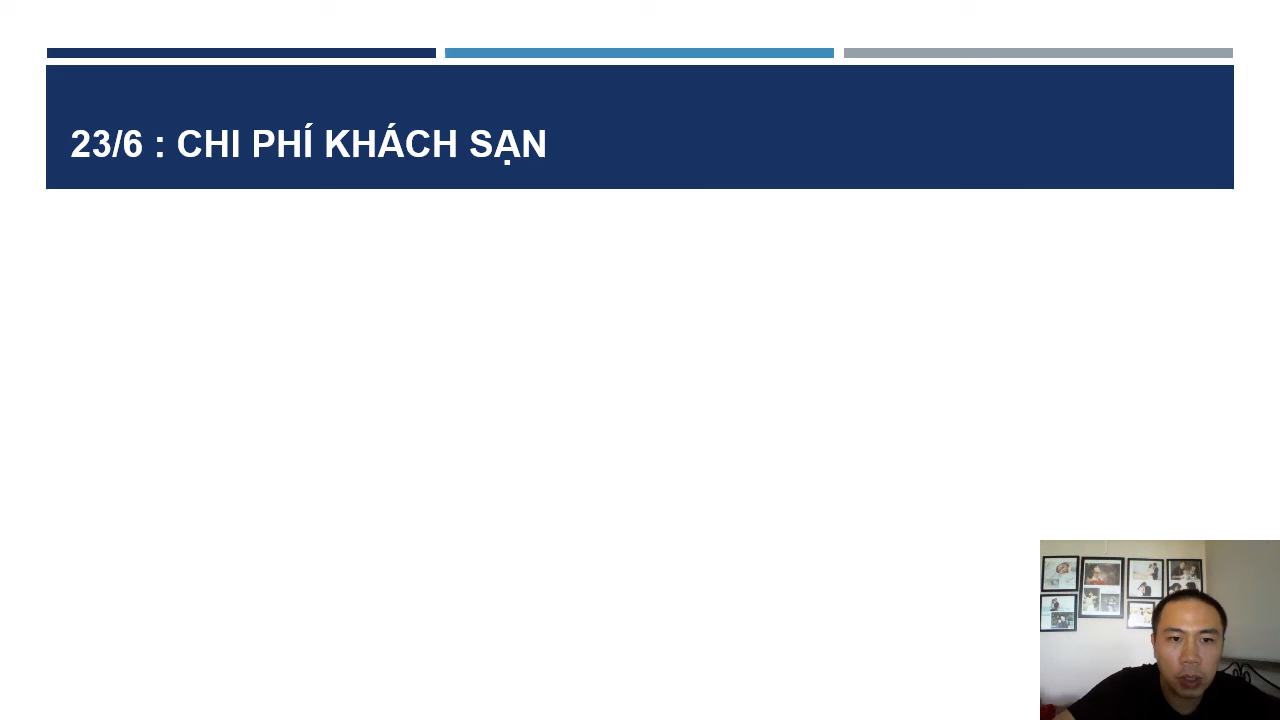 23/6 : CHI PHÍ KHÁCH SẠN